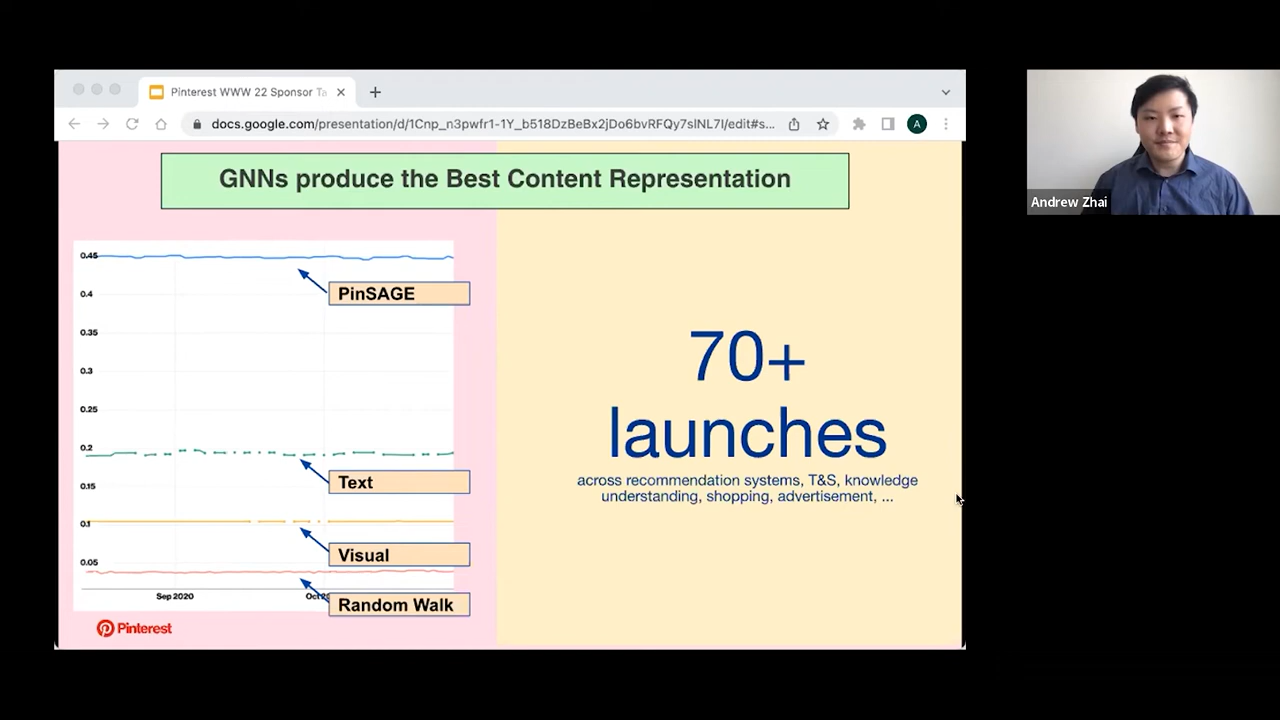 Pinterest WWW 22 Sponsor Ta
docs.google.com/presentation/d/1Cnp_n3pwfr1-1Y_b518DzBeBx2jDo6bvRFQy7slNL7I/edit#s...
A
GNNs produce the Best Content Representation
0.45
0.4
0.35
0.3
0.25
0.2
0.15
0.1
0.05
Sep 2020
PinSAGE
Text
Visual
Random Walk
Pinterest
70+
launches
across recommendation systems, T&S, knowledge
understanding, shopping, advertisement, ...
Andrew Zhai